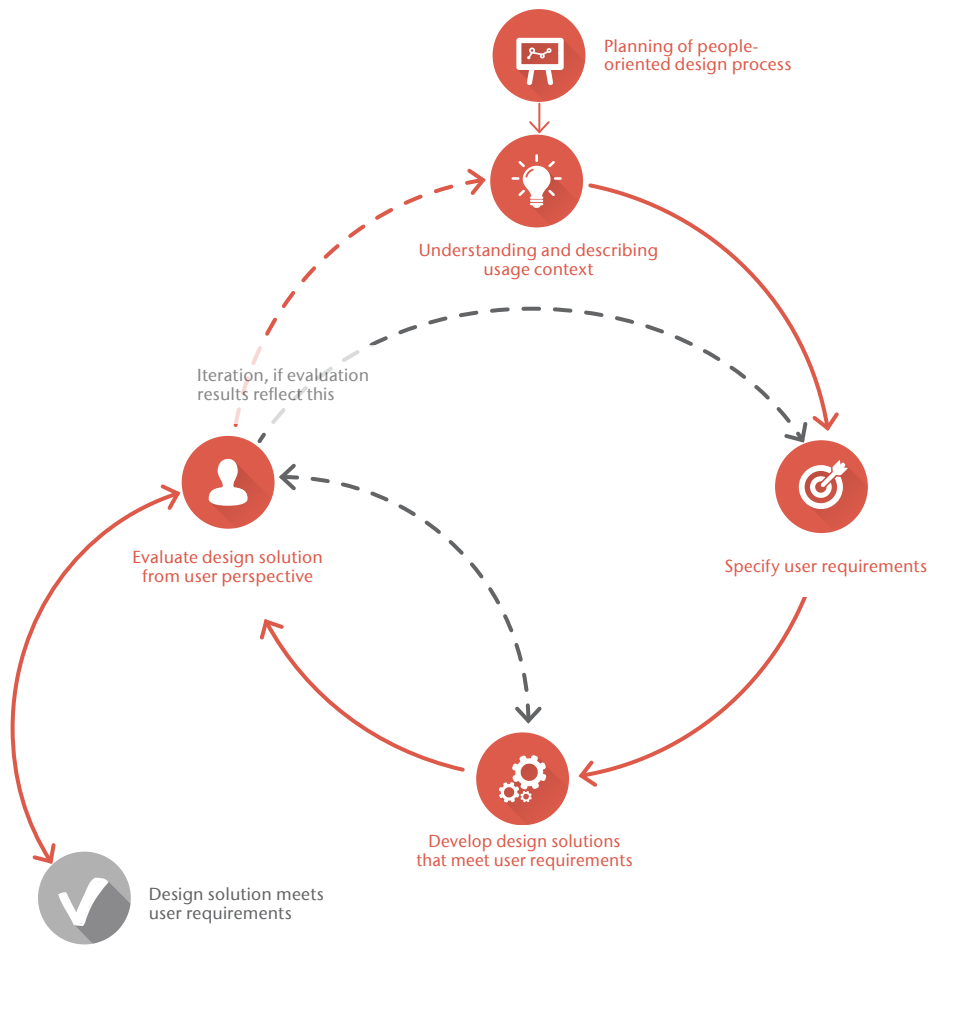 Planning of people-
oriented design process
Understanding and describing
usage context
Iteration, if evaluation
results reflect this
Evaluate design solution
from user perspective
Specify user requirements
Develop design solutions
that meet user requirements
Design solution meets
user requirements